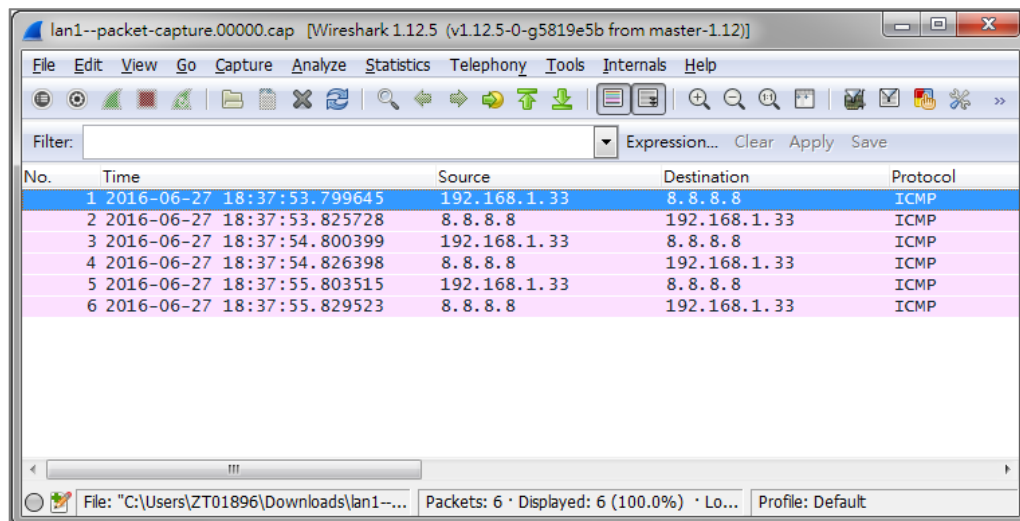 lan1--packet-capture.00000.cap [Wireshark 1.12.5 (v1.12.5-0-g5819e5b from master-1.12)]
File Edit View Go Capture Analyze Statistics Telephony Tools Internals Help
Filter: Expression... Clear Apply Save
No. Time Source Destination Protocol
1 2016-06-27 18:37:53.799645 192.168.1.33 8.8.8.8 ICMP
2 2016-06-27 18:37:53.825728 8.8.8.8 192.168.1.33 ICMP
3 2016-06-27 18:37:54.800399 192.168.1.33 8.8.8.8 ICMP
4 2016-06-27 18:37:54.826398 8.8.8.8 192.168.1.33 ICMP
5 2016-06-27 18:37:55.803515 192.168.1.33 8.8.8.8 ICMP
6 2016-06-27 18:37:55.829523 8.8.8.8 192.168.1.33 ICMP
File: "C:\Users\ZT01896\Downloads\lan1--... Packets: 6 · Displayed: 6 (100.0%) · Lo... Profile: Default